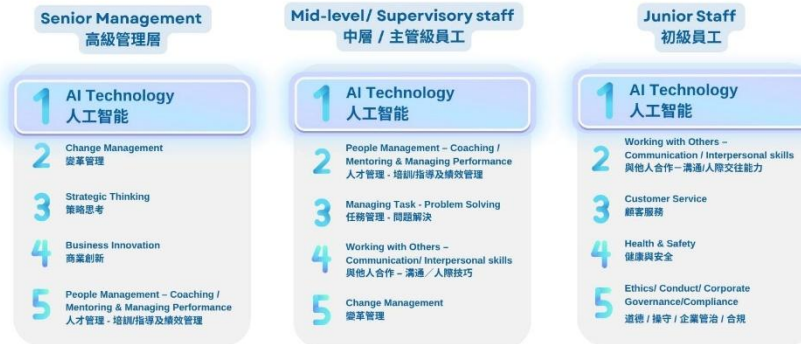 Senior Management
高級管理層
1
AI Technology
人工智能
2
Change Management
變革管理
3
Strategic Thinking
策略思考
4
Business Innovation
商業創新
5
People Management – Coaching /
Mentoring & Managing Performance
人才管理 - 培訓/指導及績效管理
Mid-level/ Supervisory staff
中層 / 主管級員工
1
AI Technology
人工智能
2
People Management – Coaching /
Mentoring & Managing Performance
人才管理 - 培訓/指導及績效管理
3
Managing Task - Problem Solving
任務管理 - 問題解決
4
Working with Others –
Communication/ Interpersonal skills
與他人合作 – 溝通／人際技巧
5
Change Management
變革管理
Junior Staff
初級員工
1
AI Technology
人工智能
2
Working with Others –
Communication / Interpersonal skills
與他人合作－溝通/人際交往能力
3
Customer Service
顧客服務
4
Health & Safety
健康與安全
5
Ethics/ Conduct/ Corporate
Governance/Compliance
道德 / 操守 / 企業管治 / 合規